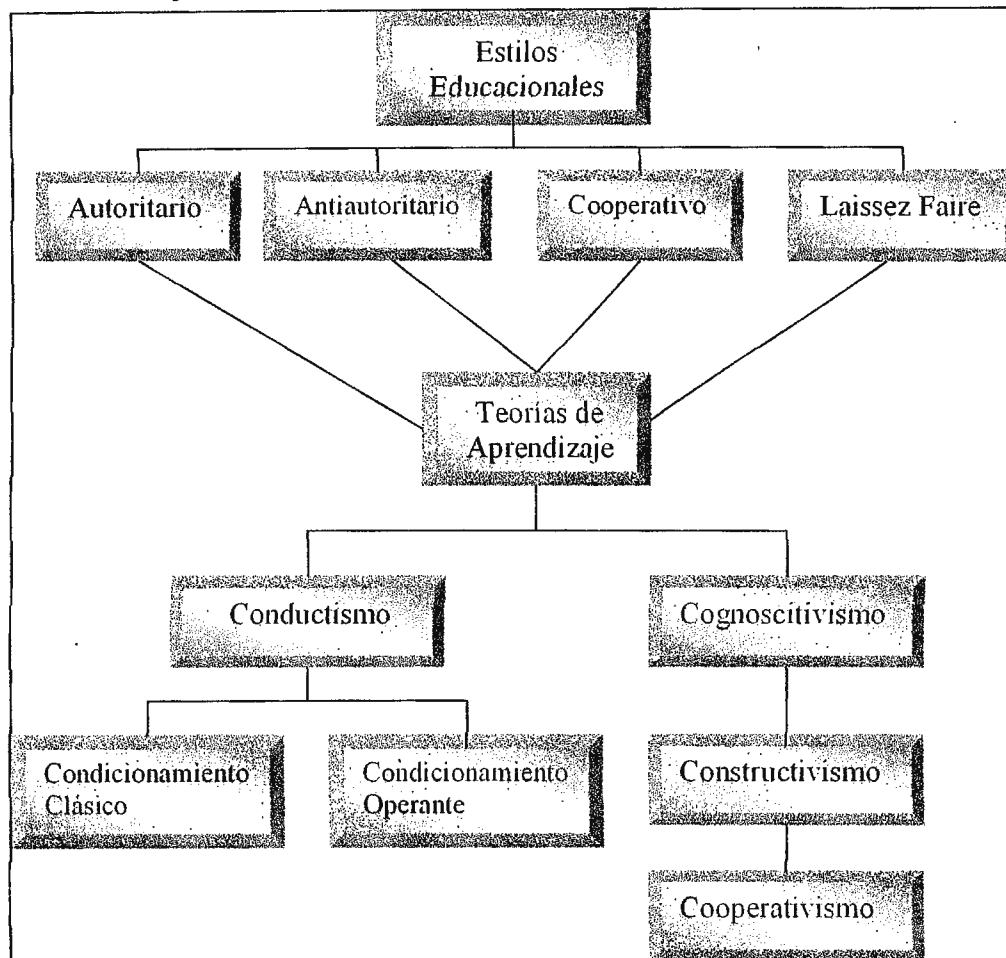 Estilos
Educacionales
Autoritario
Antiautoritario
Cooperativo
Laissez Faire
Teorías de
Aprendizaje
Conductismo
Cognoscitivismo
Condicionamiento
Clásico
Condicionamiento
Operante
Constructivismo
Cooperativismo